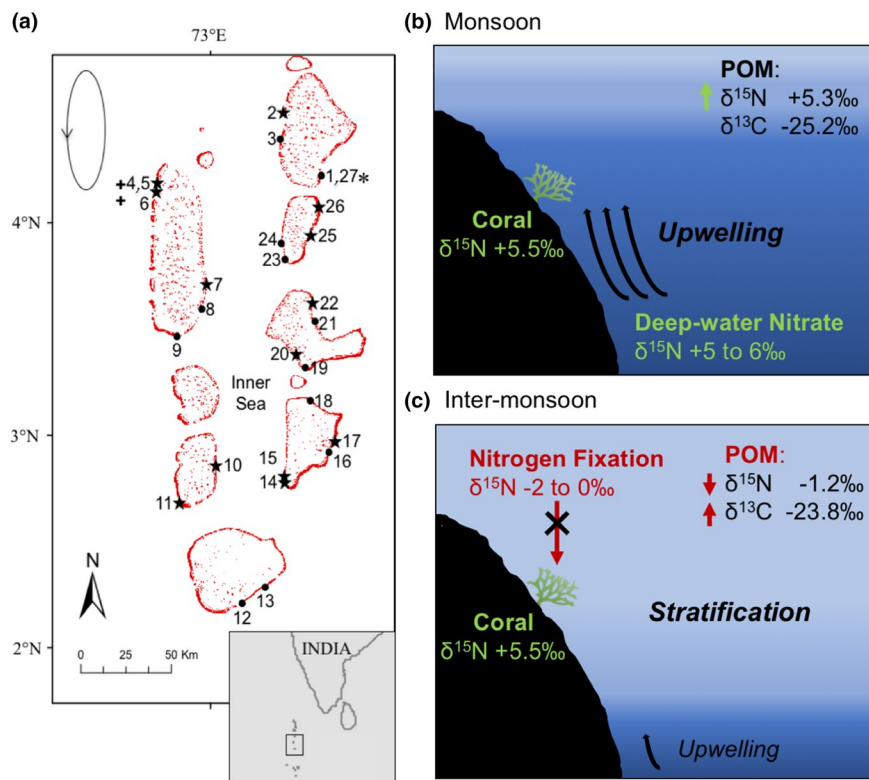 (a)
73°E
4°N
3°N
2°N
2
3
1,27*
4,5
6
26
25
24
23
7
8
9
22
21
20
19
Inner
Sea
18
17
16
15
14
10
11
13
12
N
0 25 50 Km
INDIA
(b) Monsoon
POM:
δ¹⁵N +5.3‰
δ¹³C -25.2‰
Coral
δ¹⁵N +5.5‰
Upwelling
Deep-water Nitrate
δ¹⁵N +5 to 6‰
(c) Inter-monsoon
Nitrogen Fixation
δ¹⁵N -2 to 0‰
POM:
δ¹⁵N -1.2‰
δ¹³C -23.8‰
Stratification
Coral
δ¹⁵N +5.5‰
Upwelling